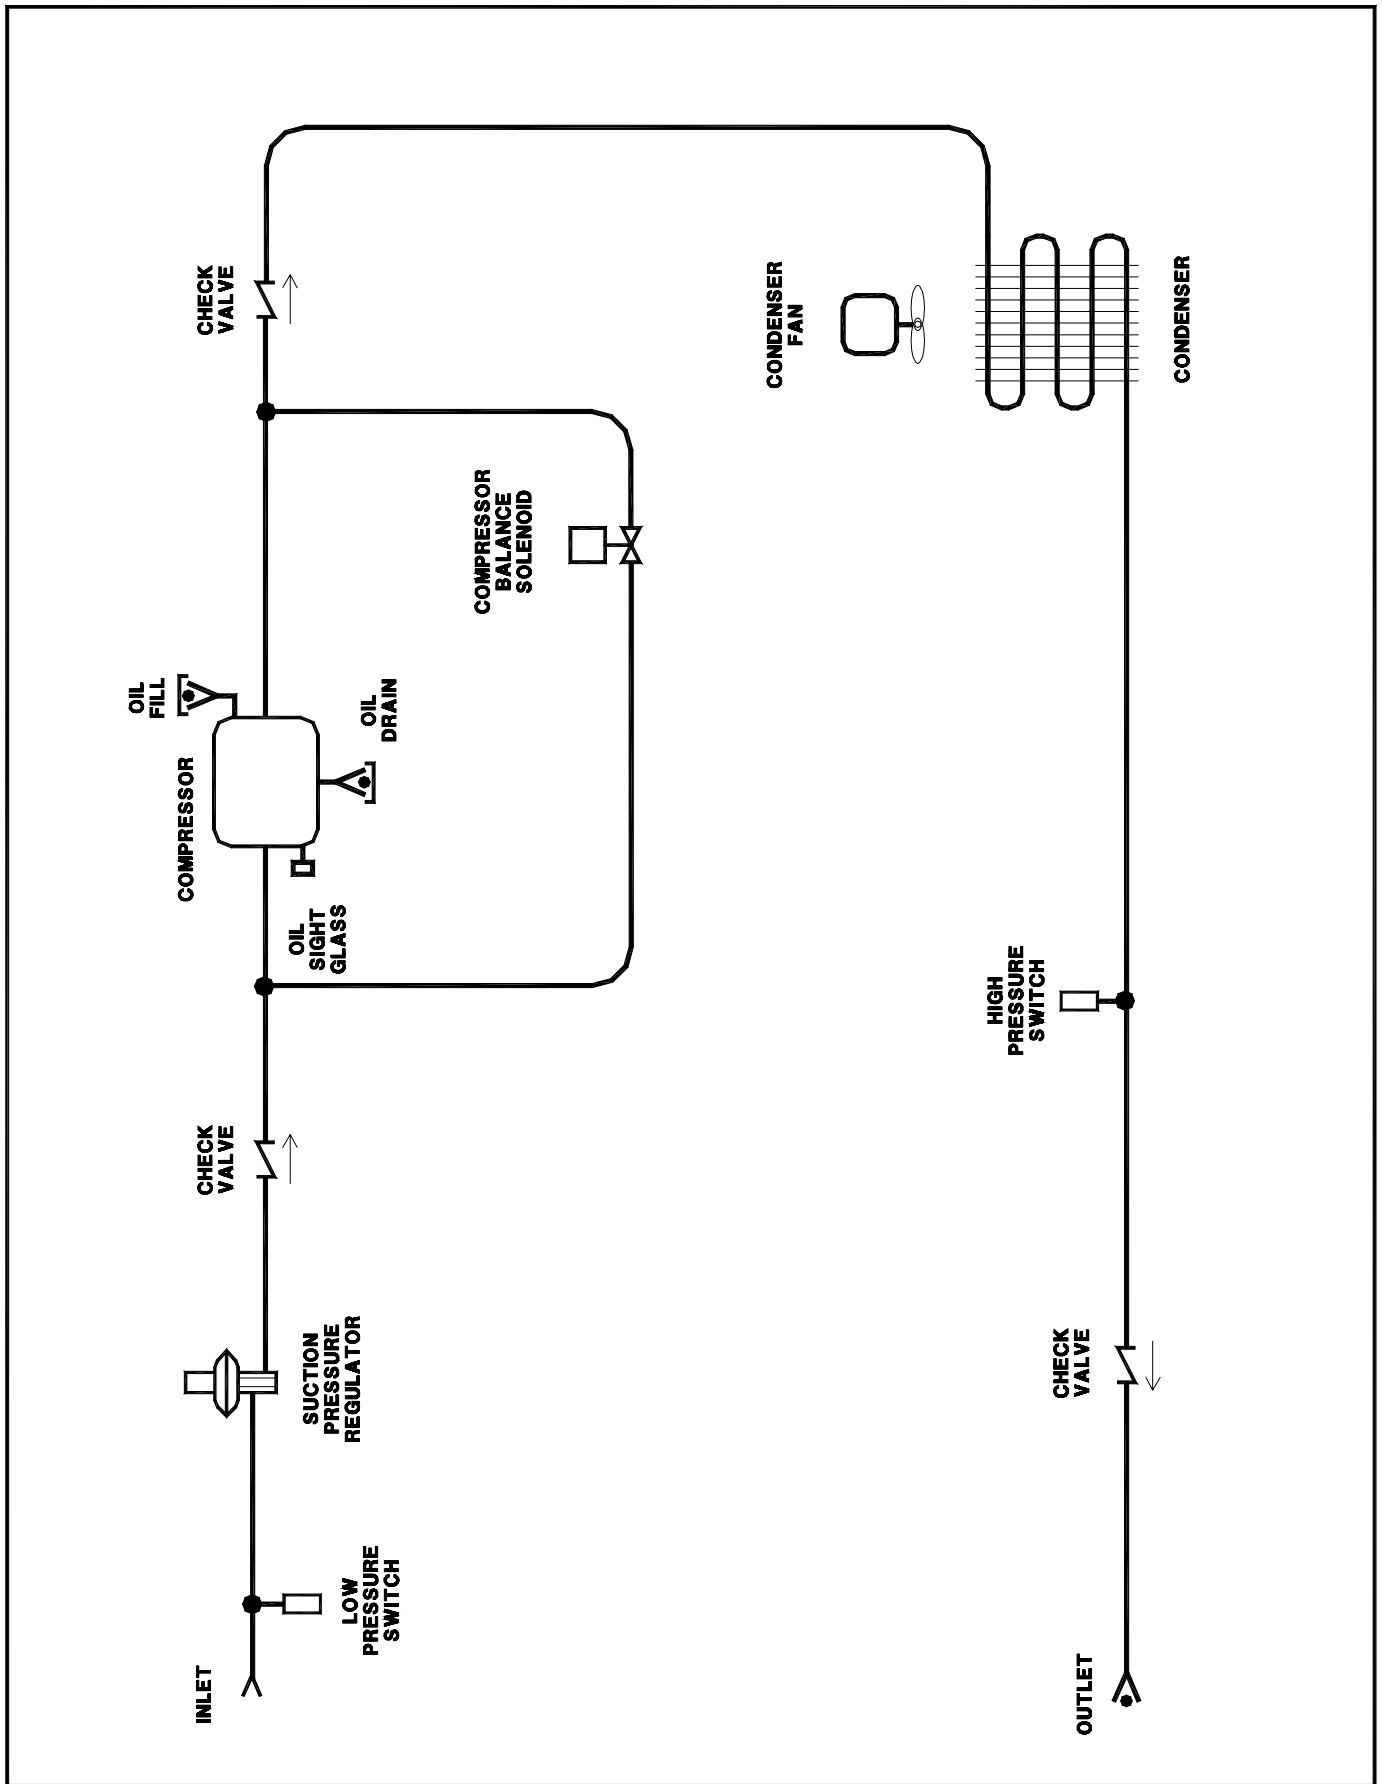 INLET
LOW
PRESSURE
SWITCH
SUCTION
PRESSURE
REGULATOR
CHECK
VALVE
OIL
SIGHT
GLASS
COMPRESSOR
OIL
FILL
OIL
DRAIN
COMPRESSOR
BALANCE
SOLENOID
CHECK
VALVE
CONDENSER
FAN
CONDENSER
HIGH
PRESSURE
SWITCH
CHECK
VALVE
OUTLET